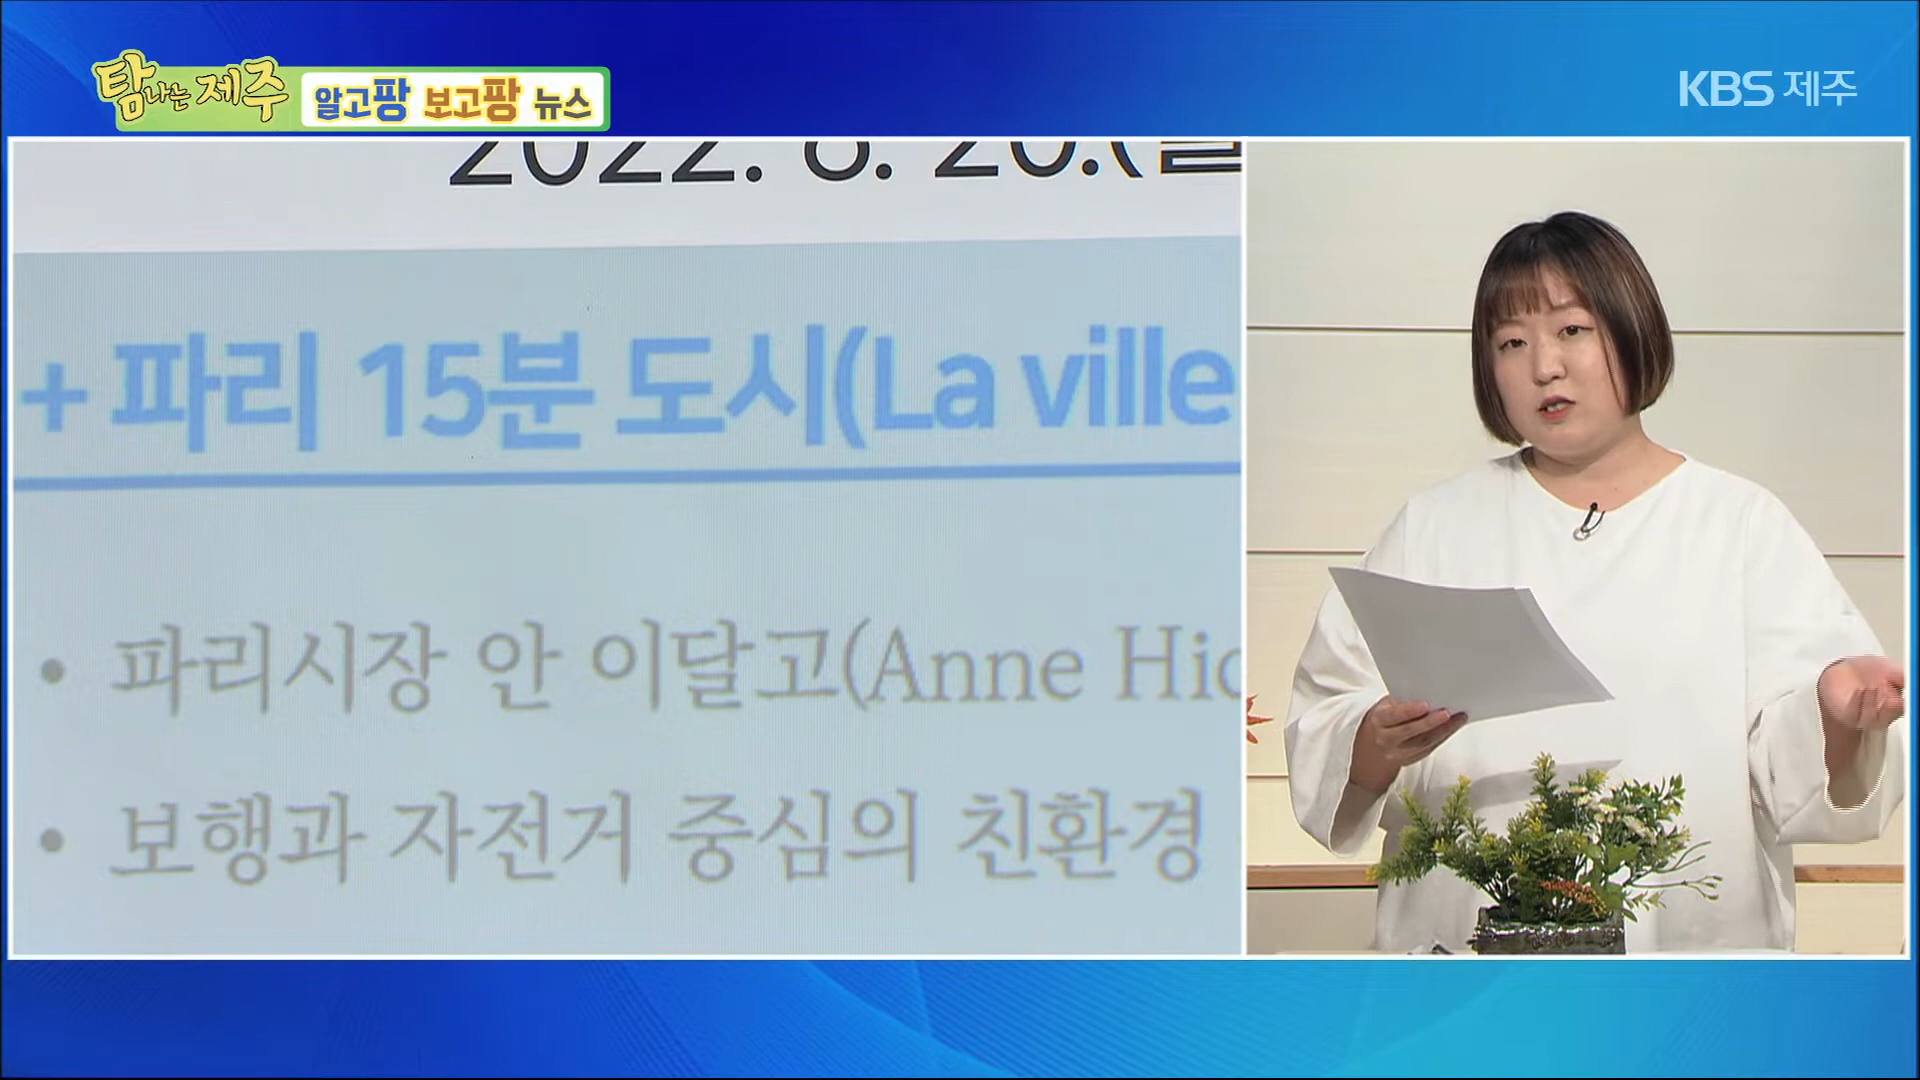 탐나는 제주 알고팡 보고팡 뉴스
KBS 제주
+ 파리 15분 도시(La ville
• 파리시장 안 이달고(Anne
• 보행과 자전거 중심의 친환경